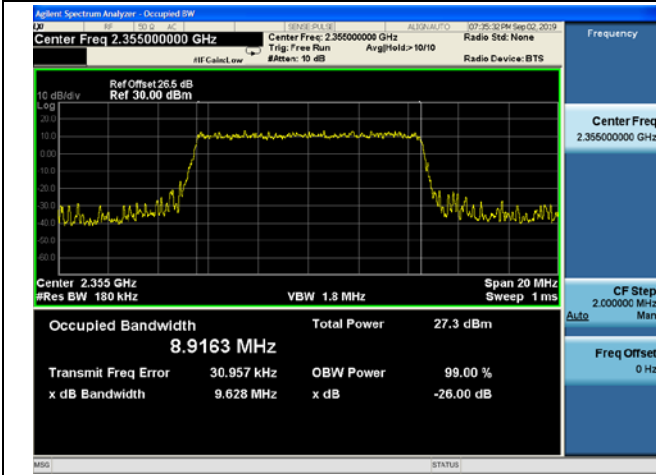 Agilent Spectrum Analyzer - Occupied BW
RF 50 Ω AC SENSE:PULSE ALIGNAUTO 07:35:32 PM Sep 02, 2019
Center Freq 2.355000000 GHz Center Freq: 2.355000000 GHz Radio Std: None
Trig: Free Run Avg|Hold:>10/10
#IFGain:Low #Atten: 10 dB Radio Device: BTS
Ref Offset 26.5 dB
10 dB/div Ref 30.00 dBm
Log
20.0
10.0
0.00
10.0
20.0
30.0
40.0
50.0
60.0
Center 2.355 GHz Span 20 MHz
#Res BW 180 kHz VBW 1.8 MHz Sweep 1 ms
Occupied Bandwidth Total Power 27.3 dBm
8.9163 MHz
Transmit Freq Error 30.957 kHz OBW Power 99.00 %
x dB Bandwidth 9.628 MHz x dB -26.00 dB
MSG STATUS
Frequency
Center Freq
2.355000000 GHz
CF Step
2.000000 MHz
Auto Man
Freq Offset
0 Hz